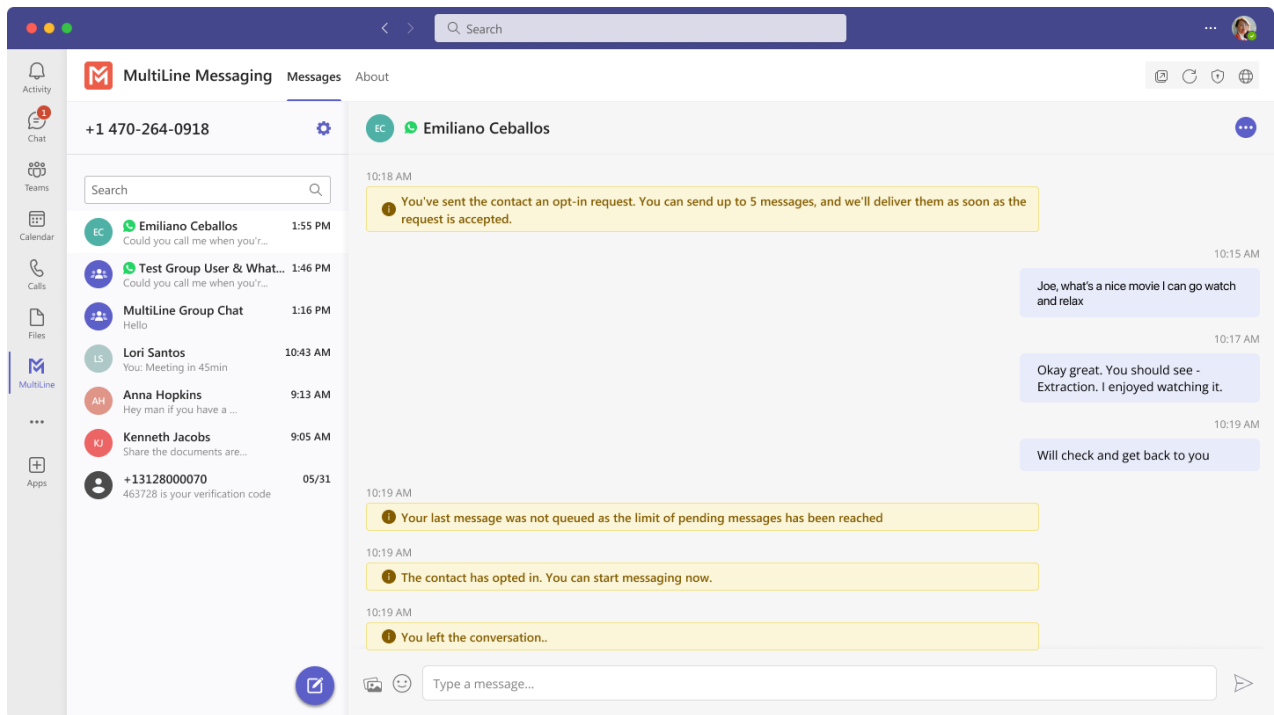 Search
Activity
1
Chat
Teams
Calendar
Calls
Files
MultiLine
Apps
MultiLine Messaging
Messages
About
+1 470-264-0918
Search
EC
Emiliano Ceballos
1:55 PM
Could you call me when you'r...
Test Group User & What...
1:46 PM
Could you call me when you'r...
MultiLine Group Chat
1:16 PM
Hello
LS
Lori Santos
10:43 AM
You: Meeting in 45min
AH
Anna Hopkins
9:13 AM
Hey man if you have a ...
KJ
Kenneth Jacobs
9:05 AM
Share the documents are...
+13128000070
05/31
463728 is your verification code
EC
Emiliano Ceballos
10:18 AM
You've sent the contact an opt-in request. You can send up to 5 messages, and we'll deliver them as soon as the
request is accepted.
10:15 AM
Joe, what's a nice movie I can go watch
and relax
10:17 AM
Okay great. You should see -
Extraction. I enjoyed watching it.
10:19 AM
Will check and get back to you
10:19 AM
Your last message was not queued as the limit of pending messages has been reached
10:19 AM
The contact has opted in. You can start messaging now.
10:19 AM
You left the conversation..
Type a message...